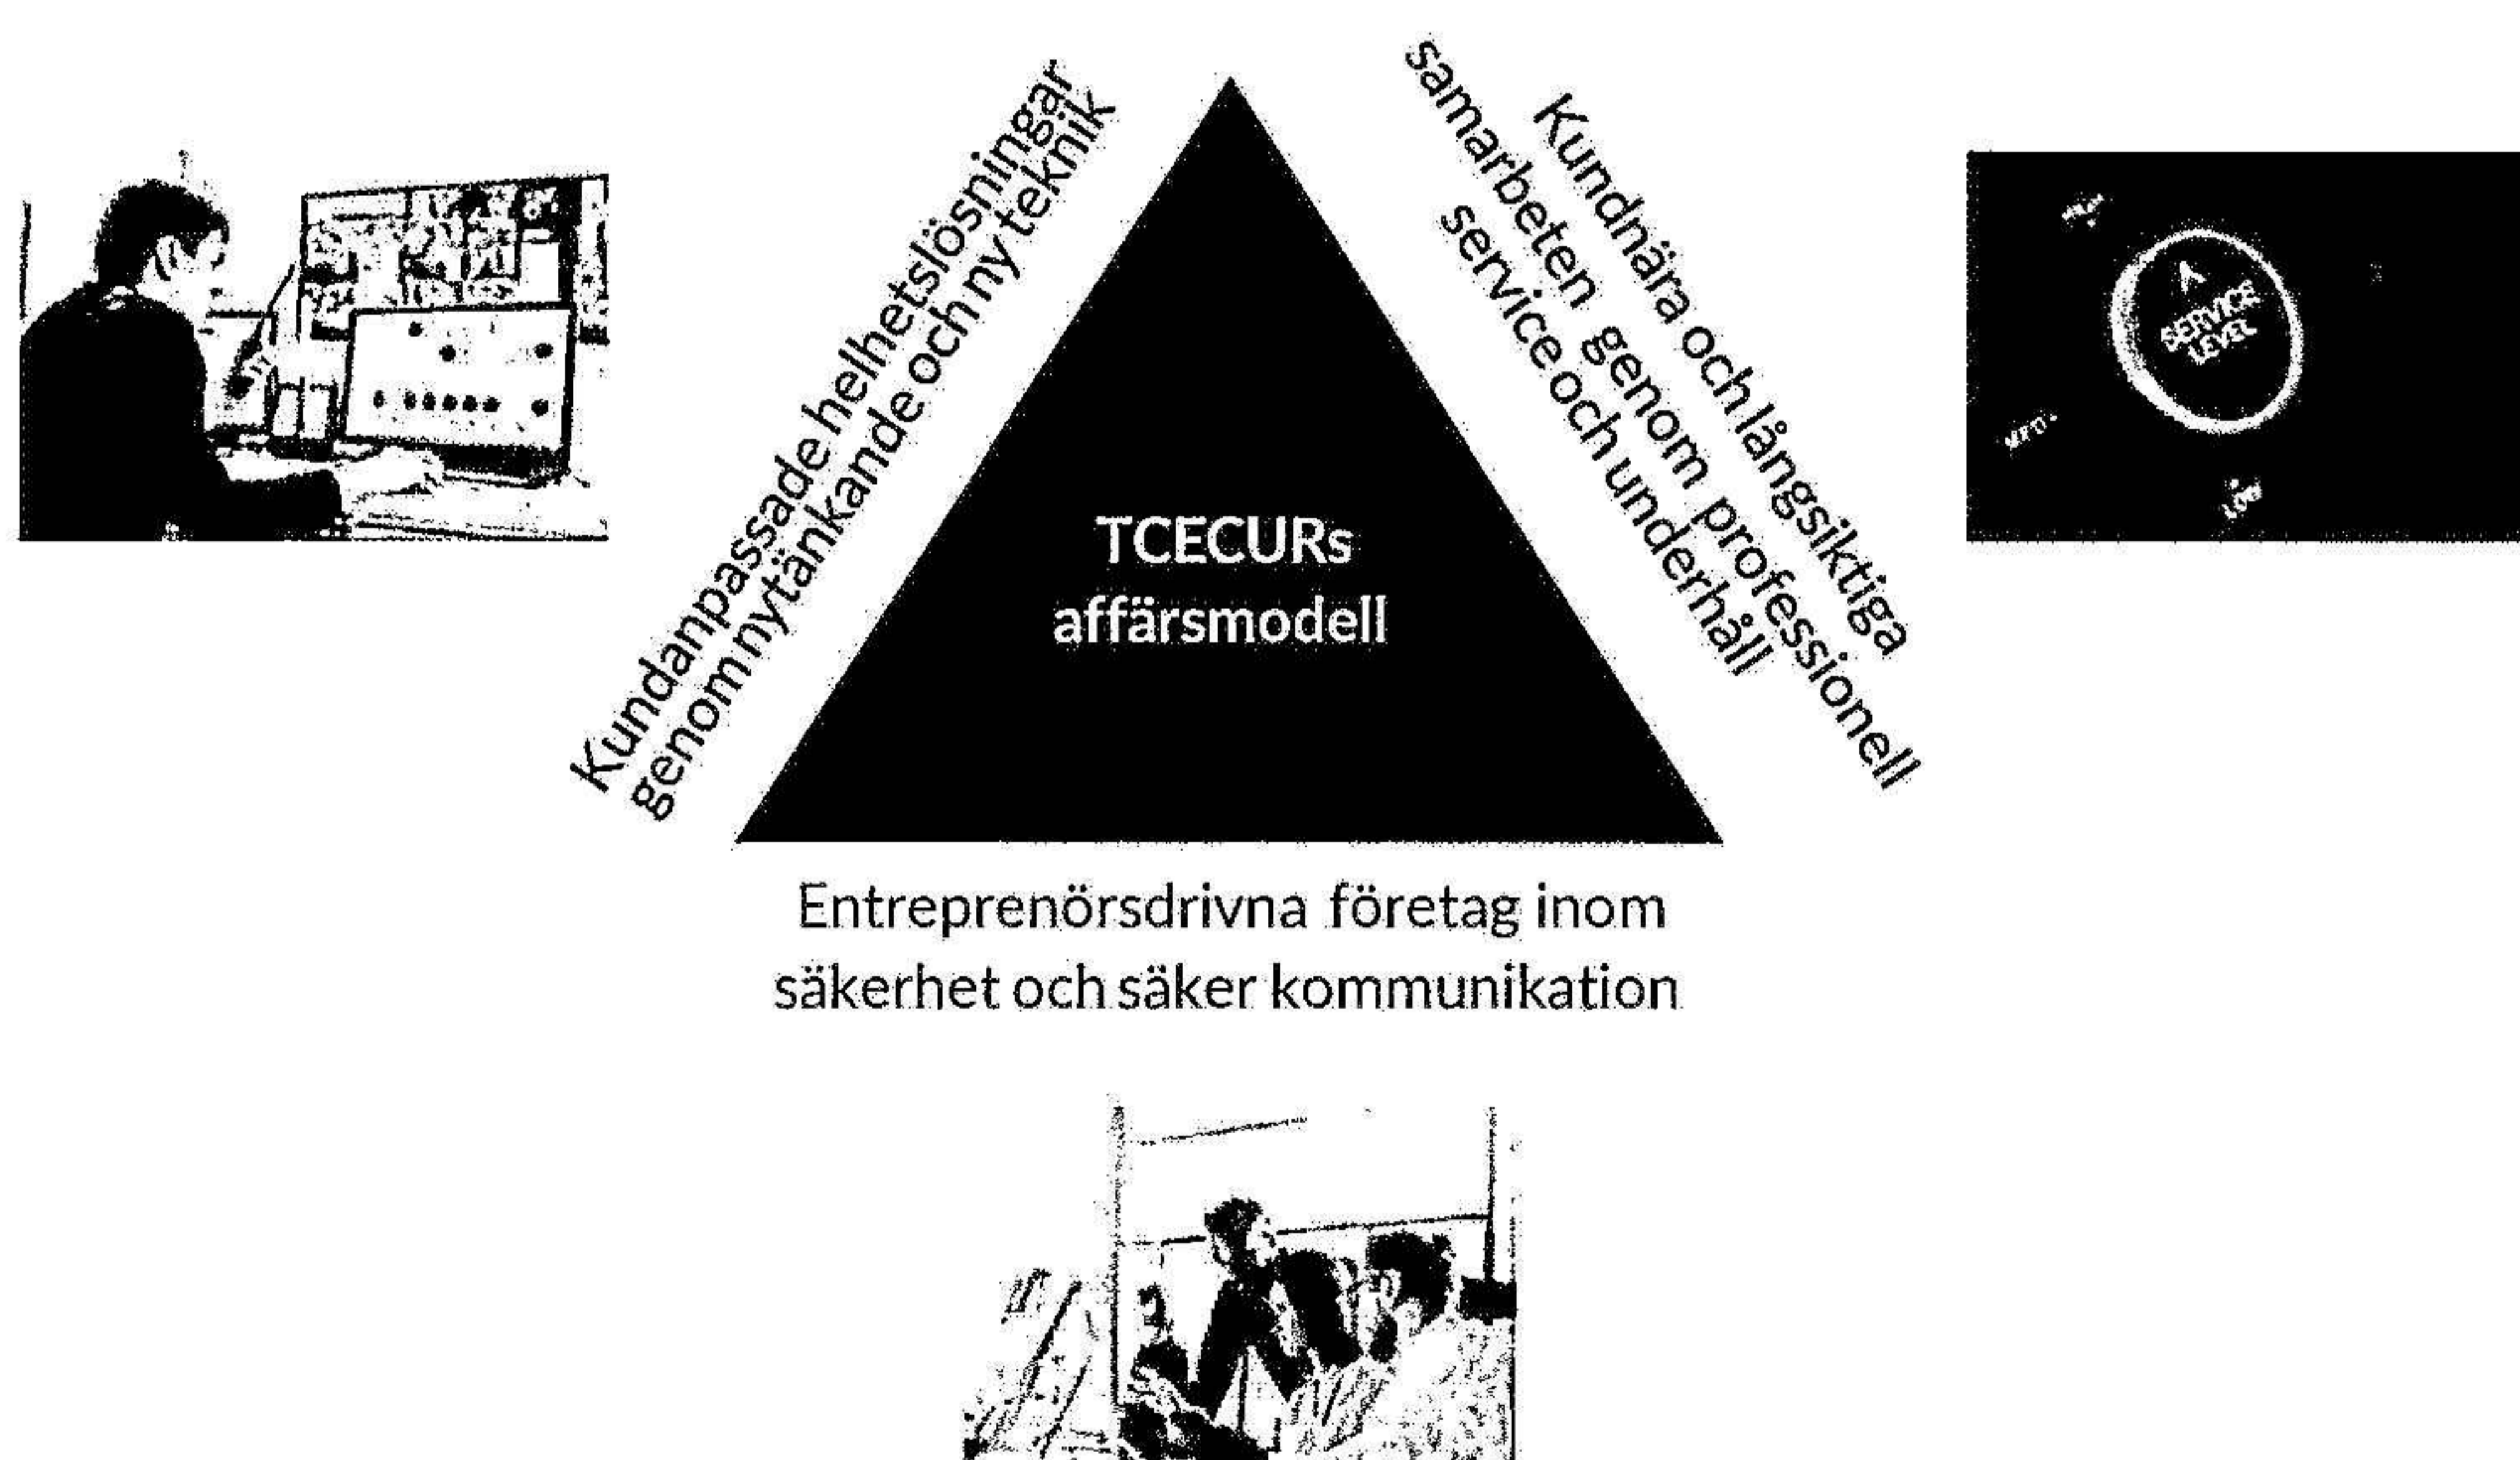 Kundanpassade helhetslösningar
genom nytänkande och ny teknik
Kundnära och långsiktiga
samarbeten genom professionell
service och underhåll
SERVICE
LEVEL
TCECURs
affärsmodell
Entreprenörsdrivna företag inom
säkerhet och säker kommunikation